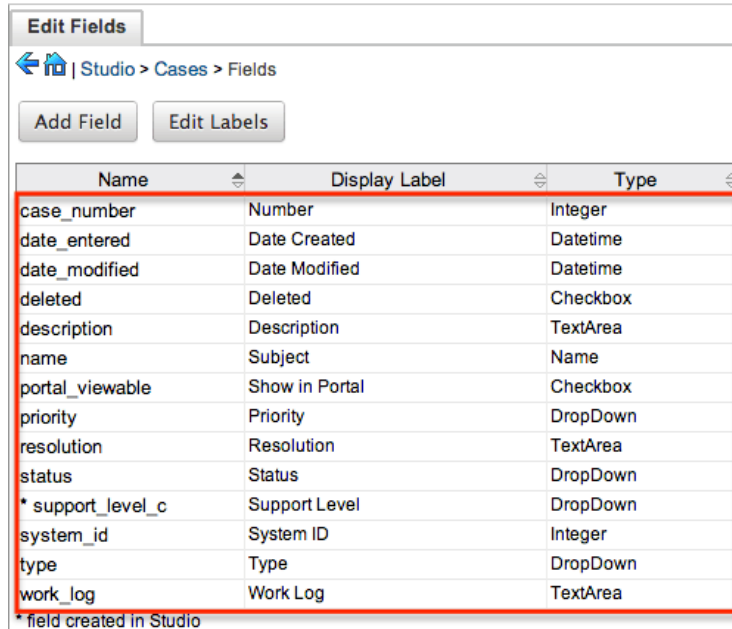 Edit Fields
| Studio > Cases > Fields
Add Field Edit Labels
Name Display Label Type
case_number Number Integer
date_entered Date Created Datetime
date_modified Date Modified Datetime
deleted Deleted Checkbox
description Description TextArea
name Subject Name
portal_viewable Show in Portal Checkbox
priority Priority DropDown
resolution Resolution TextArea
status Status DropDown
* support_level_c Support Level DropDown
system_id System ID Integer
type Type DropDown
work_log Work Log TextArea
* field created in Studio